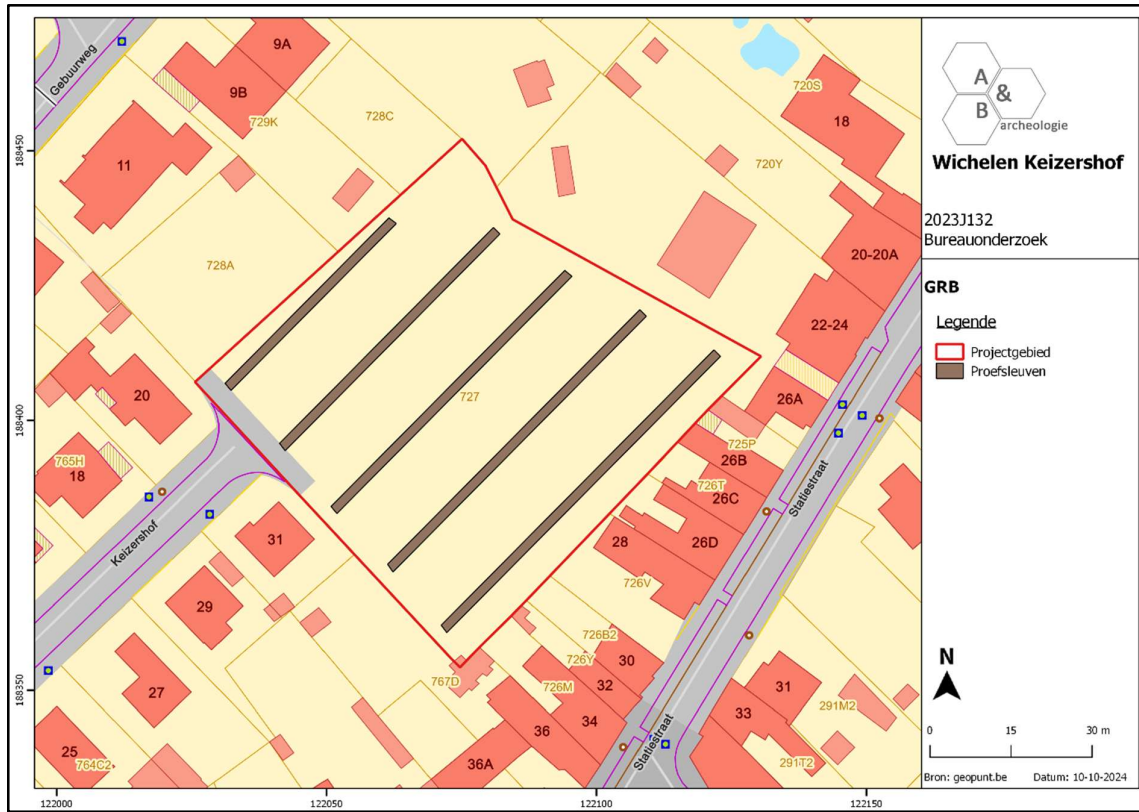 Gebuurweg
9A
9B
729K
728C
11
720S
18
720Y
728A
20-20A
22-24
20
765H
18
727
26A
725P
26B
726T
26C
26D
28
726V
Statiestraat
Keizershof
31
29
27
25
764C2
767D
726B2
726Y
726M
30
32
34
36
36A
Statiestraat
31
33
291M2
291T2
188450
188400
188350
122000
122050
122100
122150
A
&
B
archeologie
Wichelen Keizershof
2023J132
Bureauonderzoek
GRB
Legende
Projectgebied
Proefsleuven
N
0 15 30 m
Bron: geopunt.be Datum: 10-10-2024